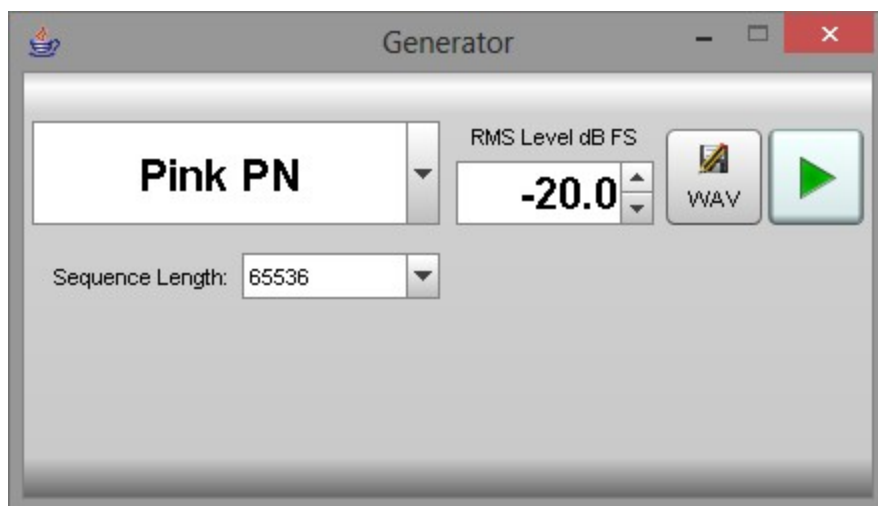 Generator
Pink PN
RMS Level dB FS
-20.0
WAV
Sequence Length: 65536